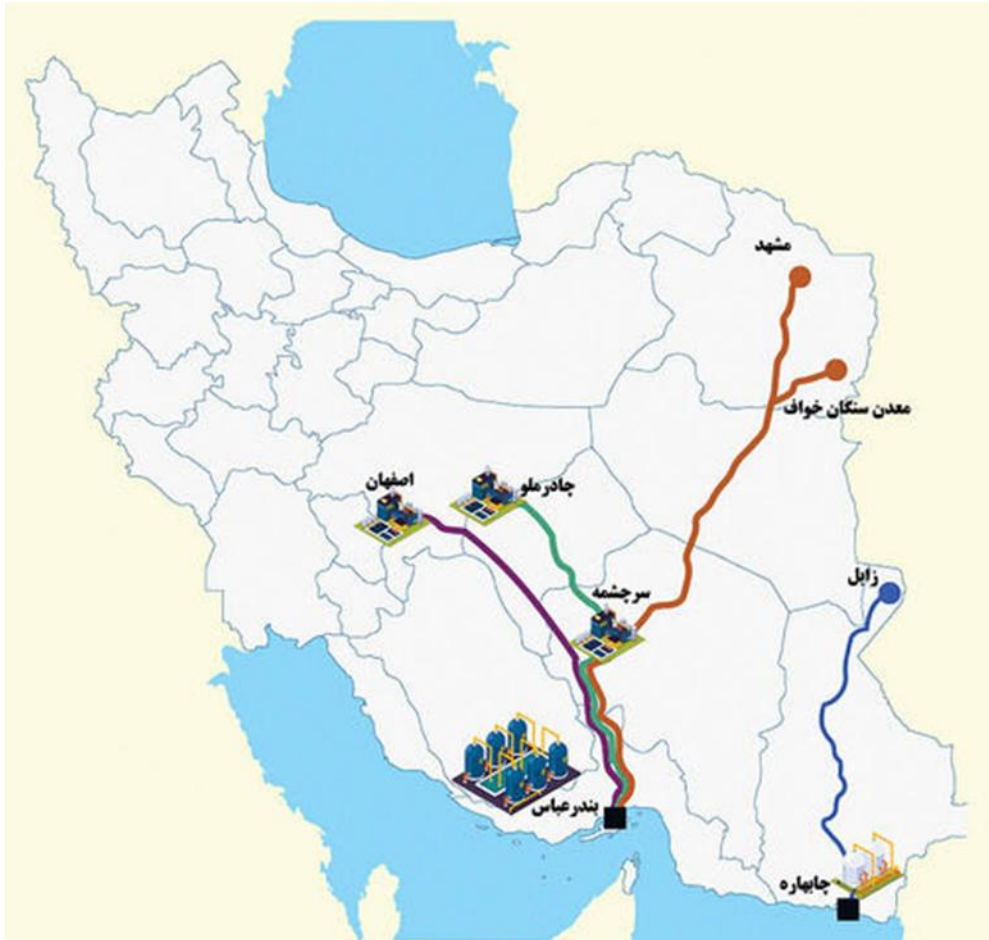 مشهد
معدن سنگان خواف
چادرملو
اصفهان
زابل
سرچشمه
بندرعباس
چابهاره